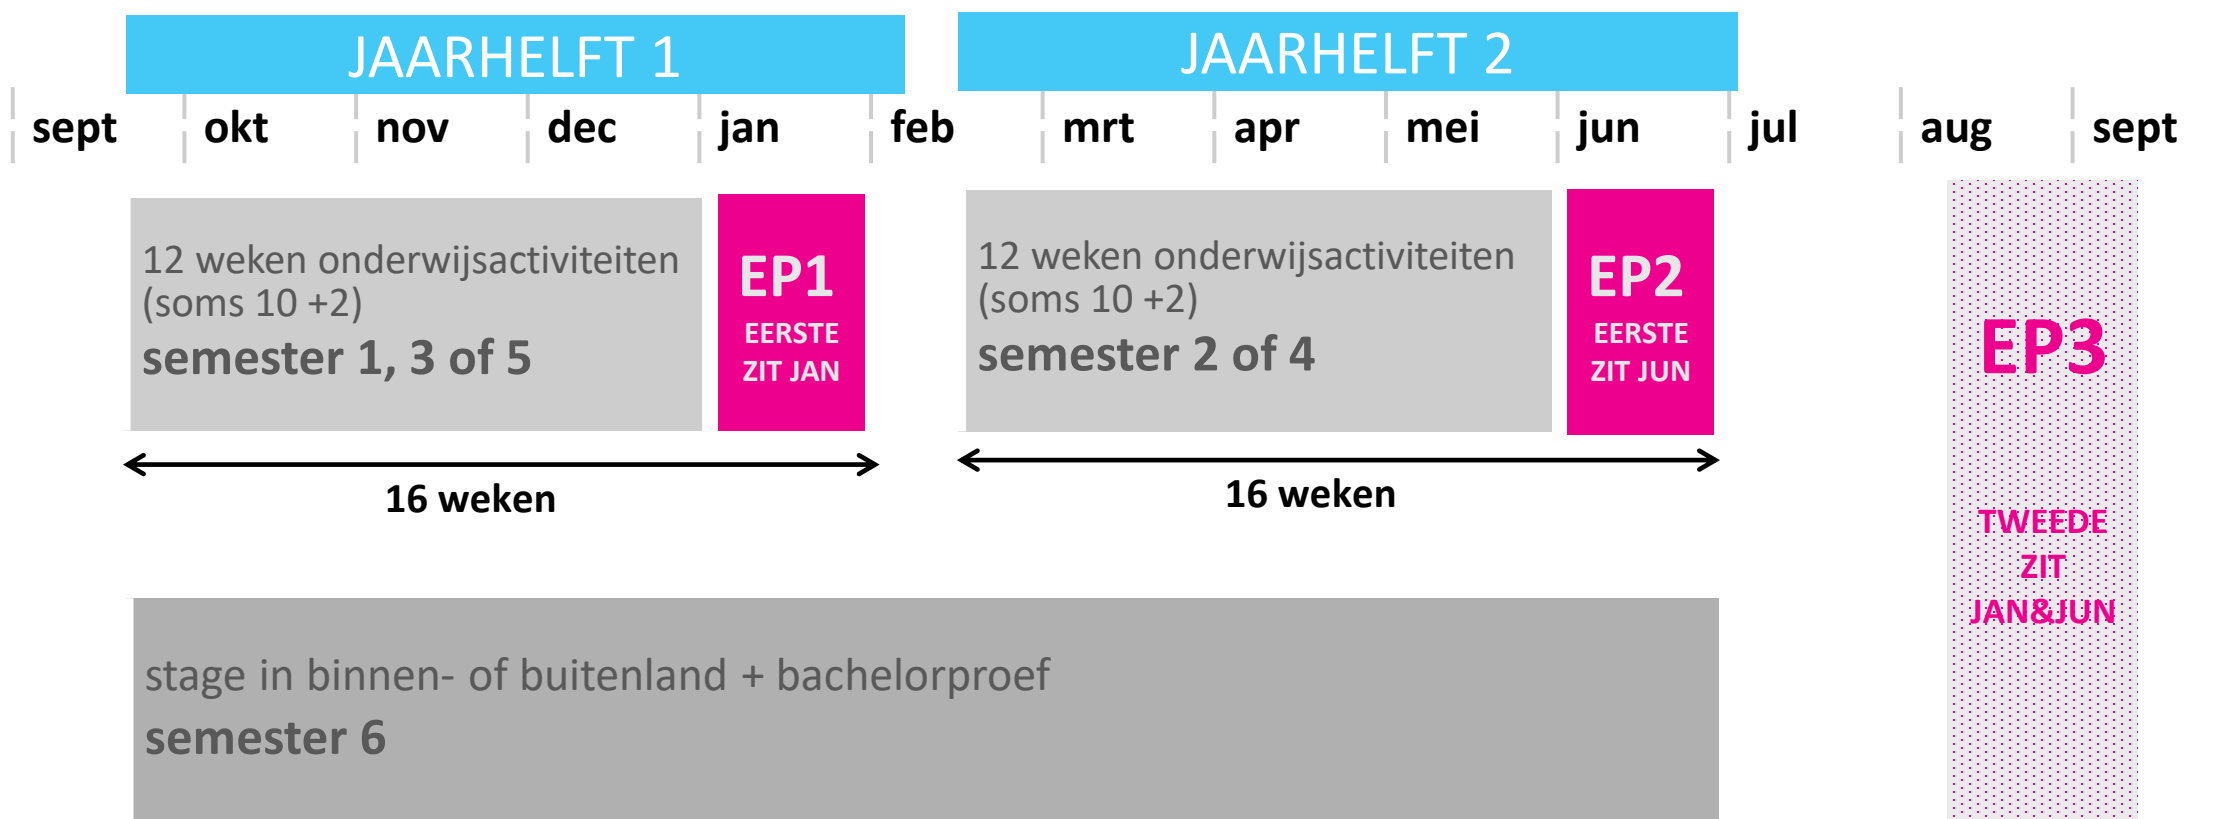 JAARHELFT 1
JAARHELFT 2
sept okt nov dec jan feb mrt apr mei jun jul aug sept
12 weken onderwijsactiviteiten
(soms 10 +2)
semester 1, 3 of 5
EP1
EERSTE
ZIT JAN
12 weken onderwijsactiviteiten
(soms 10 +2)
semester 2 of 4
EP2
EERSTE
ZIT JUN
EP3
TWEEDE
ZIT
JAN&JUN
16 weken
16 weken
stage in binnen- of buitenland + bachelorproef
semester 6